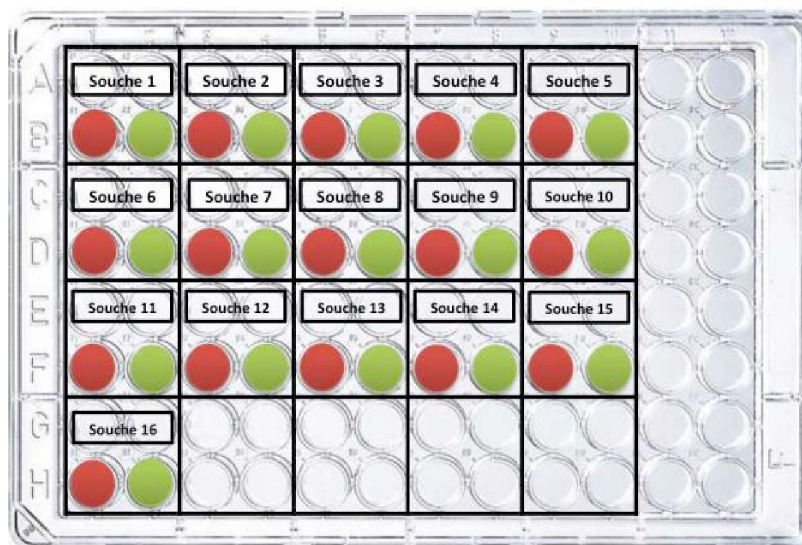 A
Souche 1
Souche 2
Souche 3
Souche 4
Souche 5
B
C
Souche 6
Souche 7
Souche 8
Souche 9
Souche 10
D
E
Souche 11
Souche 12
Souche 13
Souche 14
Souche 15
F
G
Souche 16
H